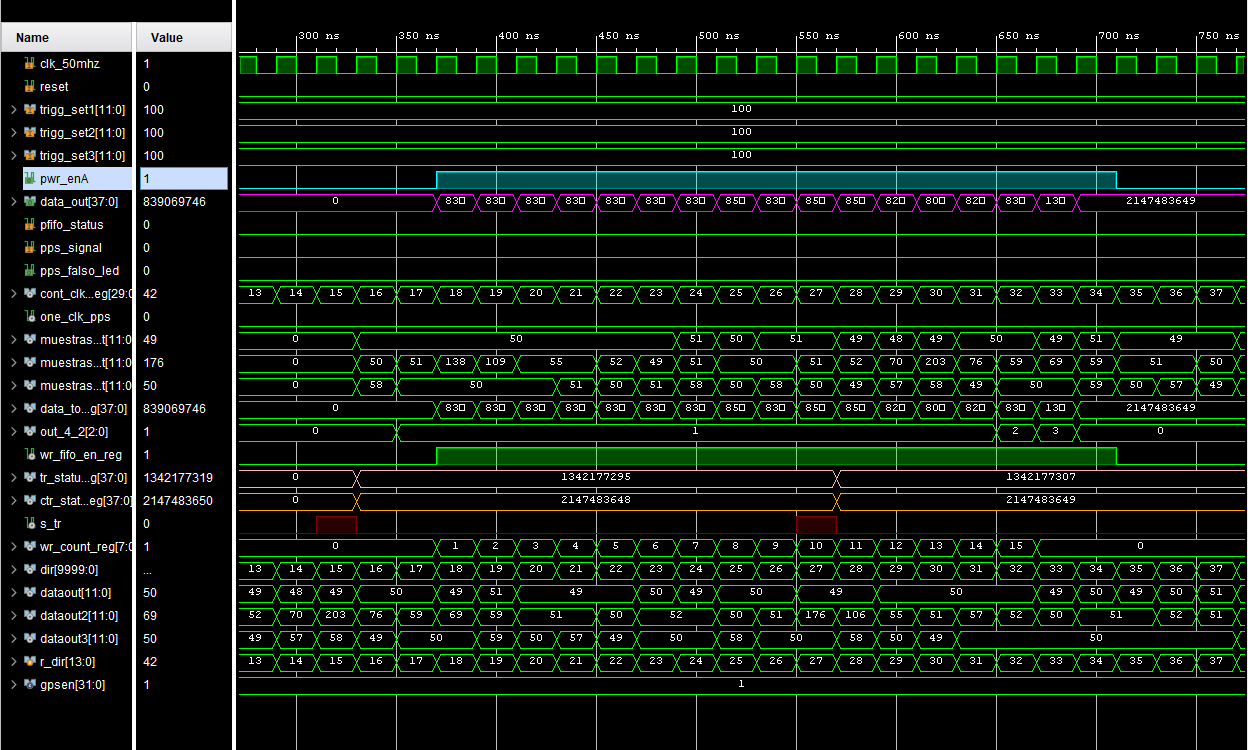 Name Value 300 ns 350 ns 400 ns 450 ns 500 ns 550 ns 600 ns 650 ns 700 ns 750 ns
clk_50mhz 1
reset 0
trigg_set1[11:0] 100 100
trigg_set2[11:0] 100 100
trigg_set3[11:0] 100 100
pwr_enA 1
data_out[37:0] 839069746 0 83□ 83□ 83□ 83□ 83□ 83□ 83□ 85□ 83□ 85□ 85□ 82□ 80□ 82□ 83□ 13□ 2147483649
pfifo_status 0
pps_signal 0
pps_falso_led 0
cont_clk...eg[29:0 42 13 14 15 16 17 18 19 20 21 22 23 24 25 26 27 28 29 30 31 32 33 34 35 36 37
one_clk_pps 0
muestras...t[11:0 49 0 50 51 50 51 49 48 49 50 49 51 49
muestras...t[11:0 176 0 50 51 138 109 55 52 49 51 50 51 52 70 203 76 59 69 51 50
muestras...t[11:0 50 0 58 50 51 50 51 58 50 58 50 49 57 58 49 50 59 50 57 49
data_to...g[37:0] 839069746 0 83□ 83□ 83□ 83□ 83□ 83□ 83□ 85□ 83□ 85□ 85□ 82□ 80□ 82□ 83□ 13□ 2147483649
out_4_2[2:0] 1 0 1 2 3 0
wr_fifo_en_reg 1
tr_statu...g[37:0] 1342177319 0 1342177295 1342177307
ctr_stat...eg[37:0] 2147483650 0 2147483648 2147483649
s_tr 0
wr_count_reg[7:0 1 0 1 2 3 4 5 6 7 8 9 10 11 12 13 14 15 0
dir[9999:0] ... 13 14 15 16 17 18 19 20 21 22 23 24 25 26 27 28 29 30 31 32 33 34 35 36 37
dataout[11:0] 50 49 48 49 50 49 51 49 50 49 50 49 50 49 50 49 50 51
dataout2[11:0] 69 52 70 203 76 59 69 51 50 52 50 51 176 106 55 51 57 52 50 51 52 51
dataout3[11:0] 50 49 57 58 49 50 59 50 57 49 50 58 50 58 50 49 50
r_dir[13:0] 42 13 14 15 16 17 18 19 20 21 22 23 24 25 26 27 28 29 30 31 32 33 34 35 36 37
gpsen[31:0] 1 1